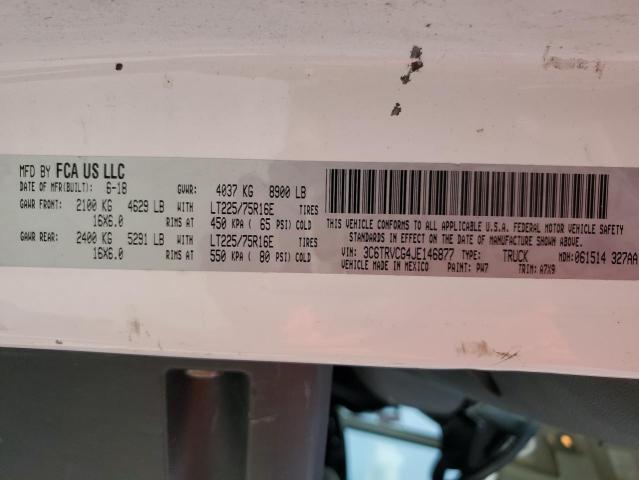 MFD BY FCA US LLC
DATE OF MFR(BUILT): 6-18 GVWR: 4037 KG 8900 LB
GAWR FRONT: 2100 KG 4629 LB WITH LT225/75R16E TIRES
16X6.0 RIMS AT 450 KPA ( 65 PSI) COLD
GAWR REAR: 2400 KG 5291 LB WITH LT225/75R16E TIRES
16X6.0 RIMS AT 550 KPA ( 80 PSI) COLD
THIS VEHICLE CONFORMS TO ALL APPLICABLE U.S.A. FEDERAL MOTOR VEHICLE SAFETY
STANDARDS IN EFFECT ON THE DATE OF MANUFACTURE SHOWN ABOVE.
VIN: 3C6TRVCG4JE146877 TYPE: TRUCK MDH: 061514 327AA
VEHICLE MADE IN MEXICO PAINT: PW7 TRIM: A7X9